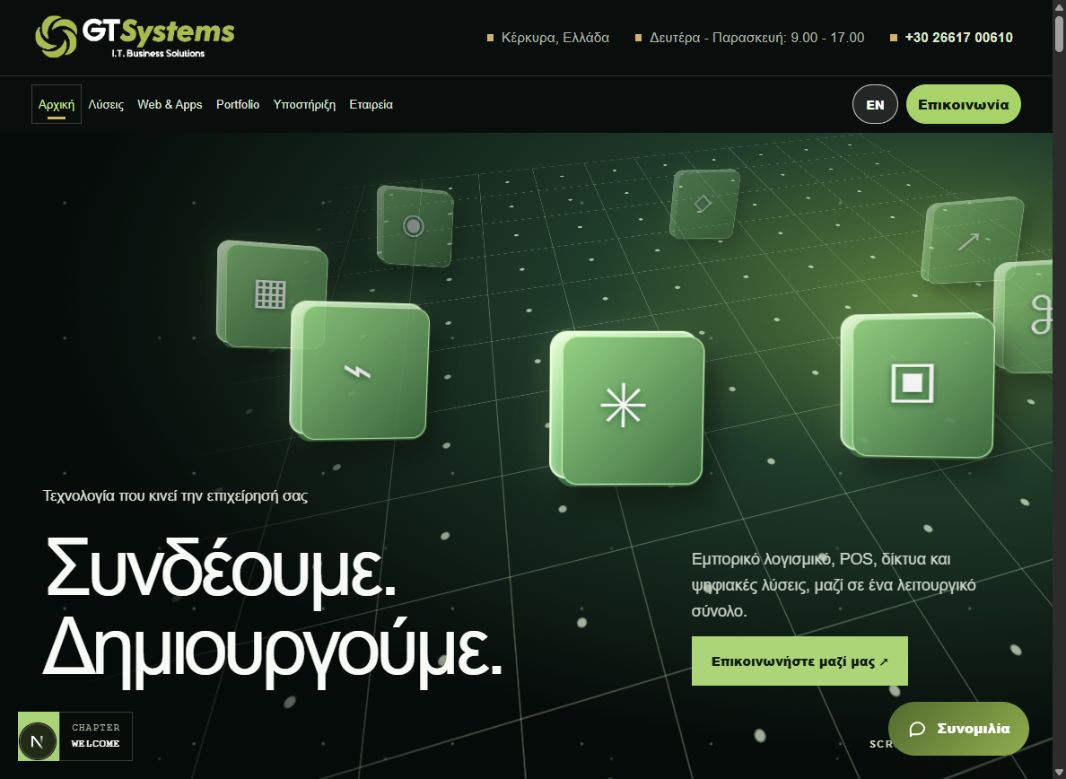 GTSystems
I.T. Business Solutions
Κέρκυρα, Ελλάδα
Δευτέρα - Παρασκευή: 9.00 - 17.00
+30 26617 00610
Αρχική
Λύσεις
Web & Apps
Portfolio
Υποστήριξη
Εταιρεία
EN
Επικοινωνία
Τεχνολογία που κινεί την επιχείρησή σας
Συνδέουμε.
Δημιουργούμε.
Εμπορικό λογισμικό, POS, δίκτυα και
ψηφιακές λύσεις, μαζί σε ένα λειτουργικό
σύνολο.
Επικοινωνήστε μαζί μας ↗
N
CHAPTER
WELCOME
Συνομιλία